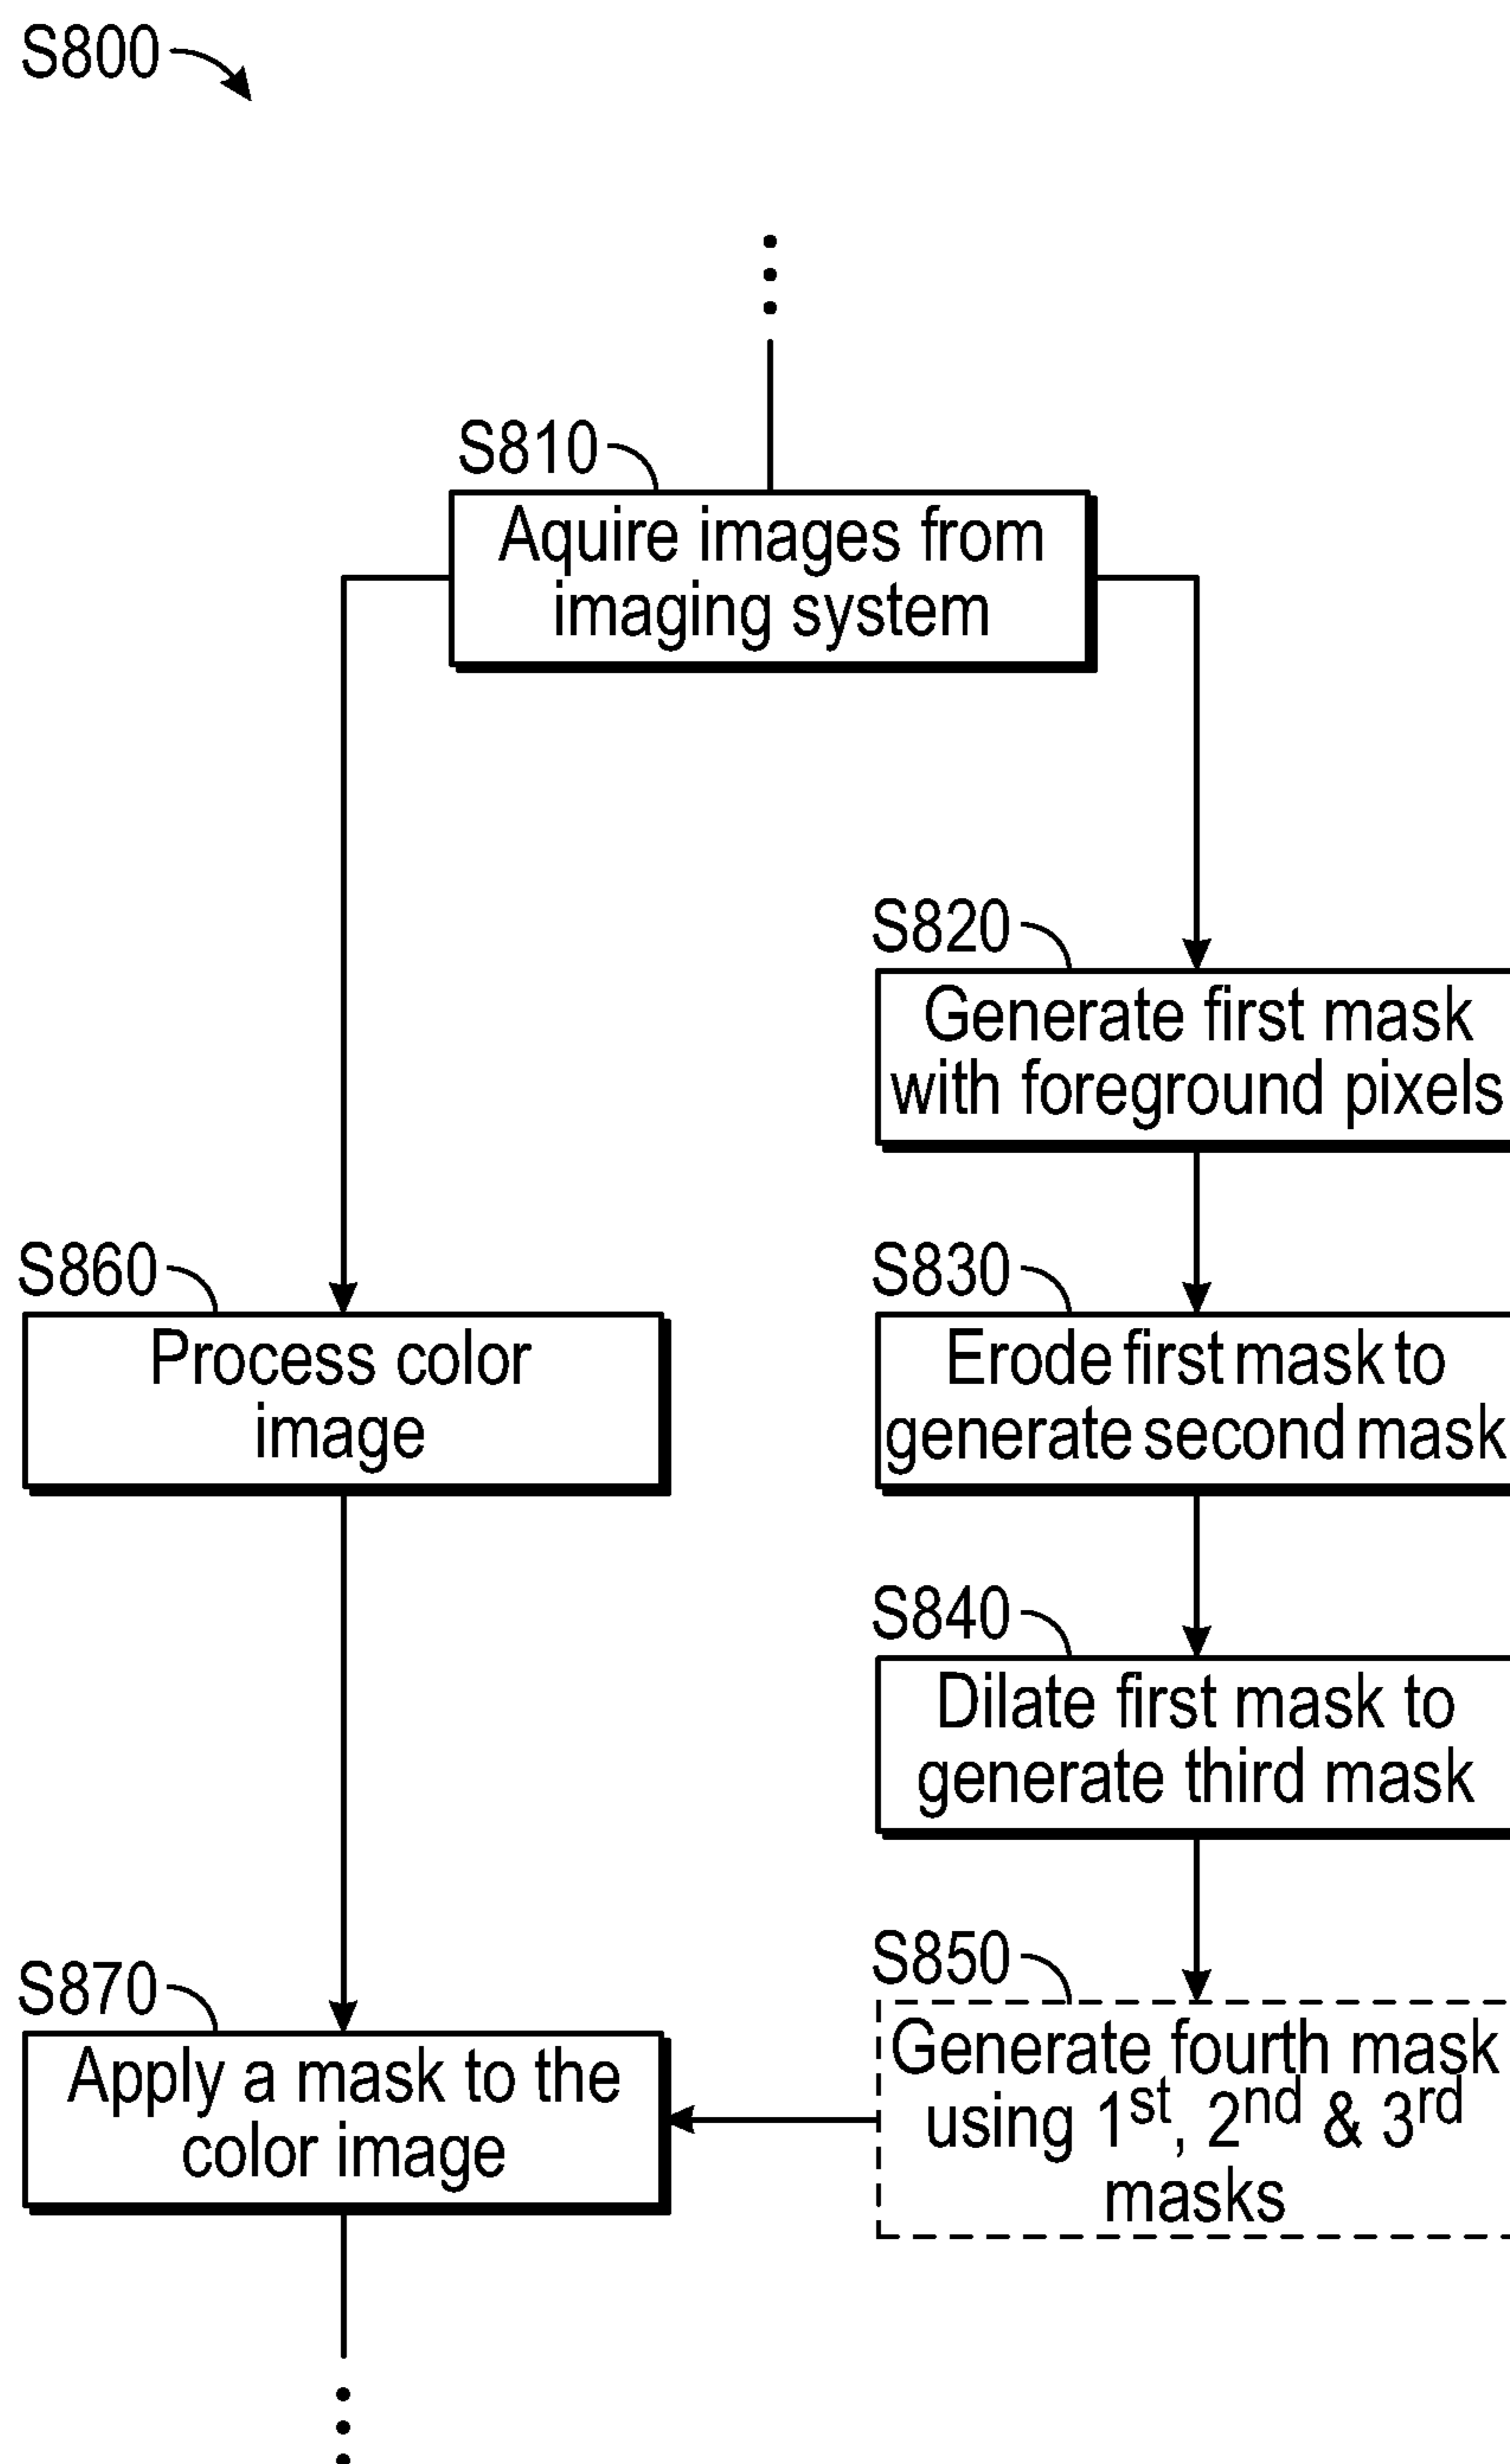 S800
S810
Aquire images from
imaging system
S820
Generate first mask
with foreground pixels
S860
Process color
image
S830
Erode first mask to
generate second mask
S840
Dilate first mask to
generate third mask
S870
Apply a mask to the
color image
S850
Generate fourth mask
using 1st, 2nd & 3rd
masks